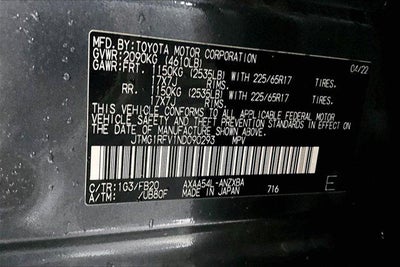 MFD.BY:TOYOTA MOTOR CORPORATION 04/22
GVWR:2090KG (4610LB)
GAWR:FRT. 1150KG (2535LB) WITH 225/65R17 TIRES.
17X7J RIMS
RR. 1150KG (2535LB) WITH 225/65R17 TIRES.
17X7J RIMS
THIS VEHICLE CONFORMS TO ALL APPLICABLE FEDERAL MOTOR
VEHICLE SAFETY AND THEFT PREVENTION STANDARDS IN EFFECT ON
THE DATE OF MANUFACTURE SHOWN ABOVE.
JTMG1RFV1ND090293 MPV
C/TR:1G3/FB20 AXAA54L-ANZXBA
A/TM: /UB80F MADE IN JAPAN 716 E